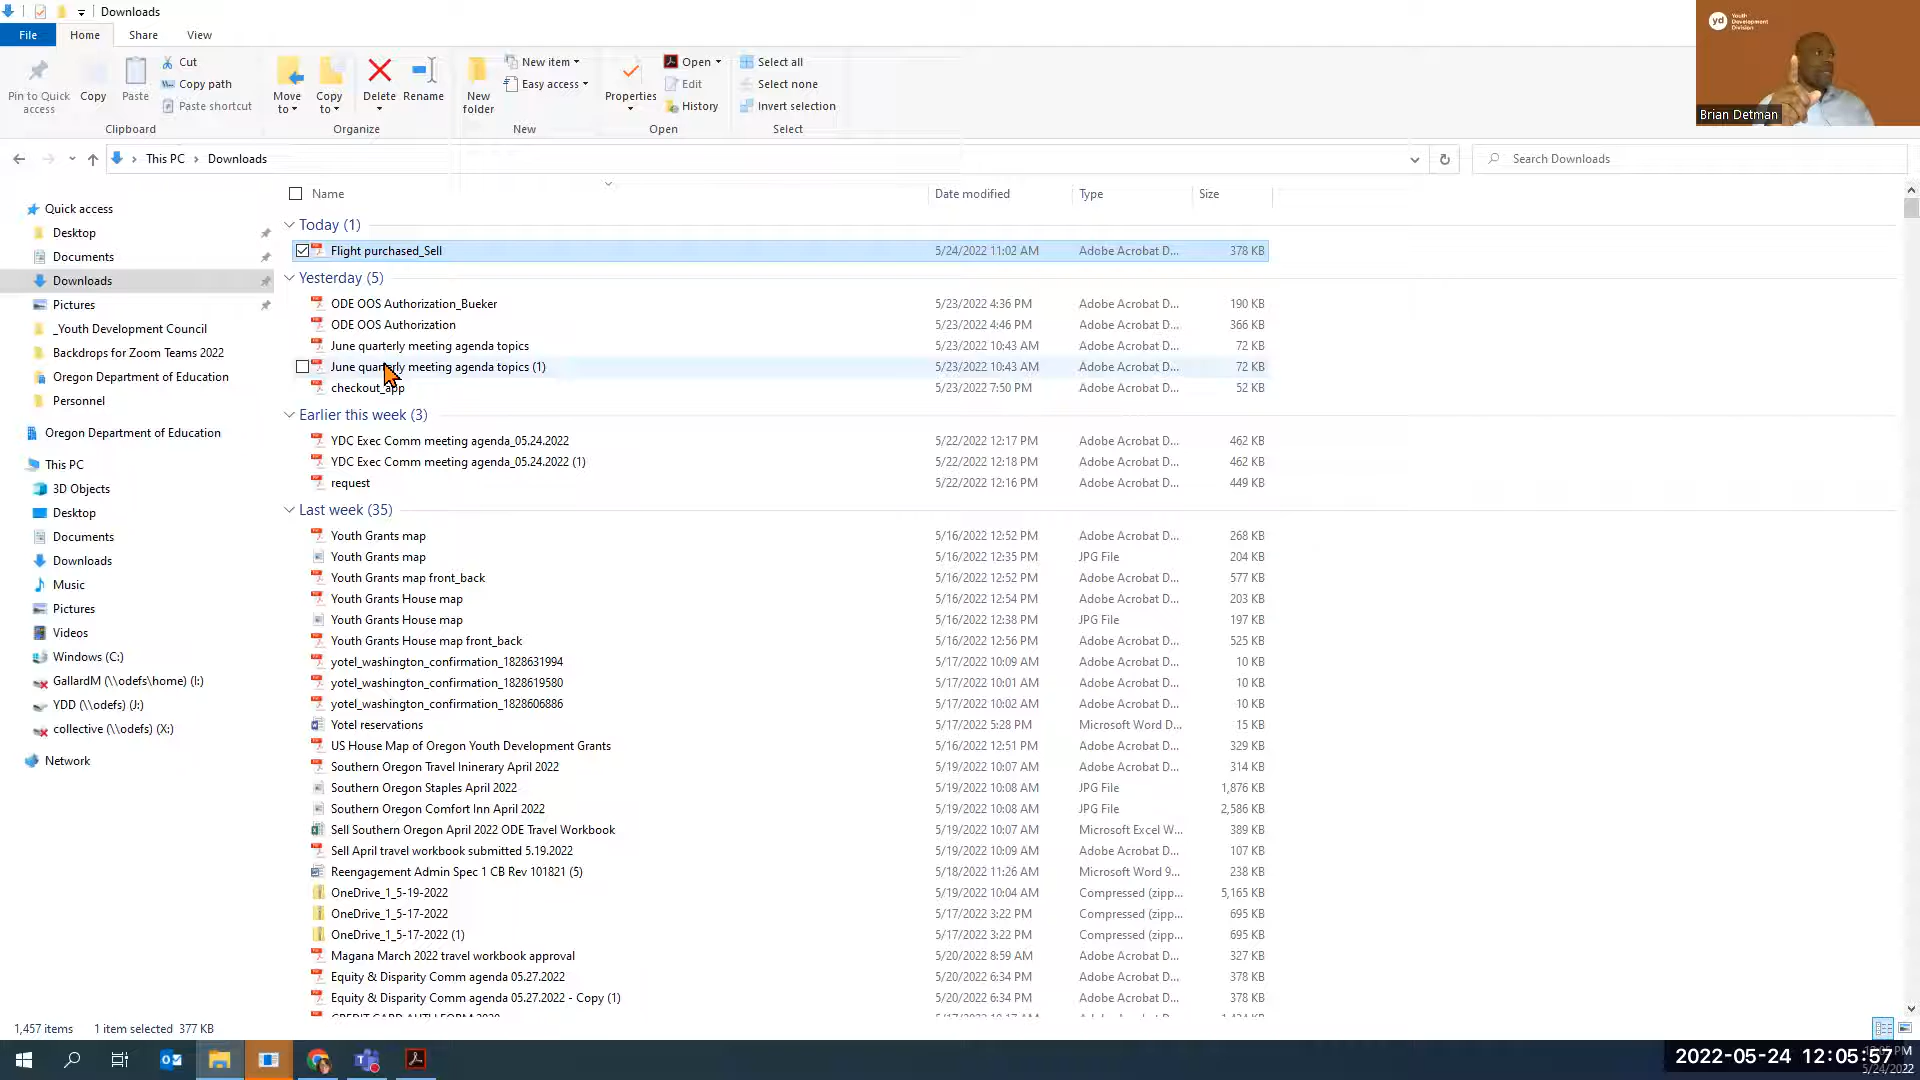 Downloads
File Home Share View
Pin to Quick access
Copy
Paste
Cut
Copy path
Paste shortcut
Clipboard
Move to
Copy to
Delete
Rename
Organize
New folder
New item
Easy access
New
Properties
Open
Edit
History
Open
Select all
Select none
Invert selection
Select
yd Youth Development Division
Brian Detman
This PC > Downloads
Search Downloads
Name Date modified Type Size
Quick access
Desktop
Documents
Downloads
Pictures
_Youth Development Council
Backdrops for Zoom Teams 2022
Oregon Department of Education
Personnel
Oregon Department of Education
This PC
3D Objects
Desktop
Documents
Downloads
Music
Pictures
Videos
Windows (C:)
GallardM (\\odefs\home) (I:)
YDD (\\odefs) (J:)
collective (\\odefs) (X:)
Network
Today (1)
Flight purchased_Sell 5/24/2022 11:02 AM Adobe Acrobat D... 378 KB
Yesterday (5)
ODE OOS Authorization_Bueker 5/23/2022 4:36 PM Adobe Acrobat D... 190 KB
ODE OOS Authorization 5/23/2022 4:46 PM Adobe Acrobat D... 366 KB
June quarterly meeting agenda topics 5/23/2022 10:43 AM Adobe Acrobat D... 72 KB
June quarterly meeting agenda topics (1) 5/23/2022 10:43 AM Adobe Acrobat D... 72 KB
checkout_app 5/23/2022 7:50 PM Adobe Acrobat D... 52 KB
Earlier this week (3)
YDC Exec Comm meeting agenda_05.24.2022 5/22/2022 12:17 PM Adobe Acrobat D... 462 KB
YDC Exec Comm meeting agenda_05.24.2022 (1) 5/22/2022 12:18 PM Adobe Acrobat D... 462 KB
request 5/22/2022 12:16 PM Adobe Acrobat D... 449 KB
Last week (35)
Youth Grants map 5/16/2022 12:52 PM Adobe Acrobat D... 268 KB
Youth Grants map 5/16/2022 12:35 PM JPG File 204 KB
Youth Grants map front_back 5/16/2022 12:52 PM Adobe Acrobat D... 577 KB
Youth Grants House map 5/16/2022 12:54 PM Adobe Acrobat D... 203 KB
Youth Grants House map 5/16/2022 12:38 PM JPG File 197 KB
Youth Grants House map front_back 5/16/2022 12:56 PM Adobe Acrobat D... 525 KB
yotel_washington_confirmation_1828631994 5/17/2022 10:09 AM Adobe Acrobat D... 10 KB
yotel_washington_confirmation_1828619580 5/17/2022 10:01 AM Adobe Acrobat D... 10 KB
yotel_washington_confirmation_1828606886 5/17/2022 10:02 AM Adobe Acrobat D... 10 KB
Yotel reservations 5/17/2022 5:28 PM Microsoft Word D... 15 KB
US House Map of Oregon Youth Development Grants 5/16/2022 12:51 PM Adobe Acrobat D... 329 KB
Southern Oregon Travel Ininerary April 2022 5/19/2022 10:07 AM Adobe Acrobat D... 314 KB
Southern Oregon Staples April 2022 5/19/2022 10:08 AM JPG File 1,876 KB
Southern Oregon Comfort Inn April 2022 5/19/2022 10:08 AM JPG File 2,586 KB
Sell Southern Oregon April 2022 ODE Travel Workbook 5/19/2022 10:07 AM Microsoft Excel W... 389 KB
Sell April travel workbook submitted 5.19.2022 5/19/2022 10:09 AM Adobe Acrobat D... 107 KB
Reengagement Admin Spec 1 CB Rev 101821 (5) 5/18/2022 11:26 AM Microsoft Word 9... 238 KB
OneDrive_1_5-19-2022 5/19/2022 10:04 AM Compressed (zipp... 5,165 KB
OneDrive_1_5-17-2022 5/17/2022 3:22 PM Compressed (zipp... 695 KB
OneDrive_1_5-17-2022 (1) 5/17/2022 3:22 PM Compressed (zipp... 695 KB
Magana March 2022 travel workbook approval 5/20/2022 8:59 AM Adobe Acrobat D... 327 KB
Equity & Disparity Comm agenda 05.27.2022 5/20/2022 6:34 PM Adobe Acrobat D... 378 KB
Equity & Disparity Comm agenda 05.27.2022 - Copy (1) 5/20/2022 6:34 PM Adobe Acrobat D... 378 KB
1,457 items 1 item selected 377 KB
2022-05-24 12:05:57
5/24/2022